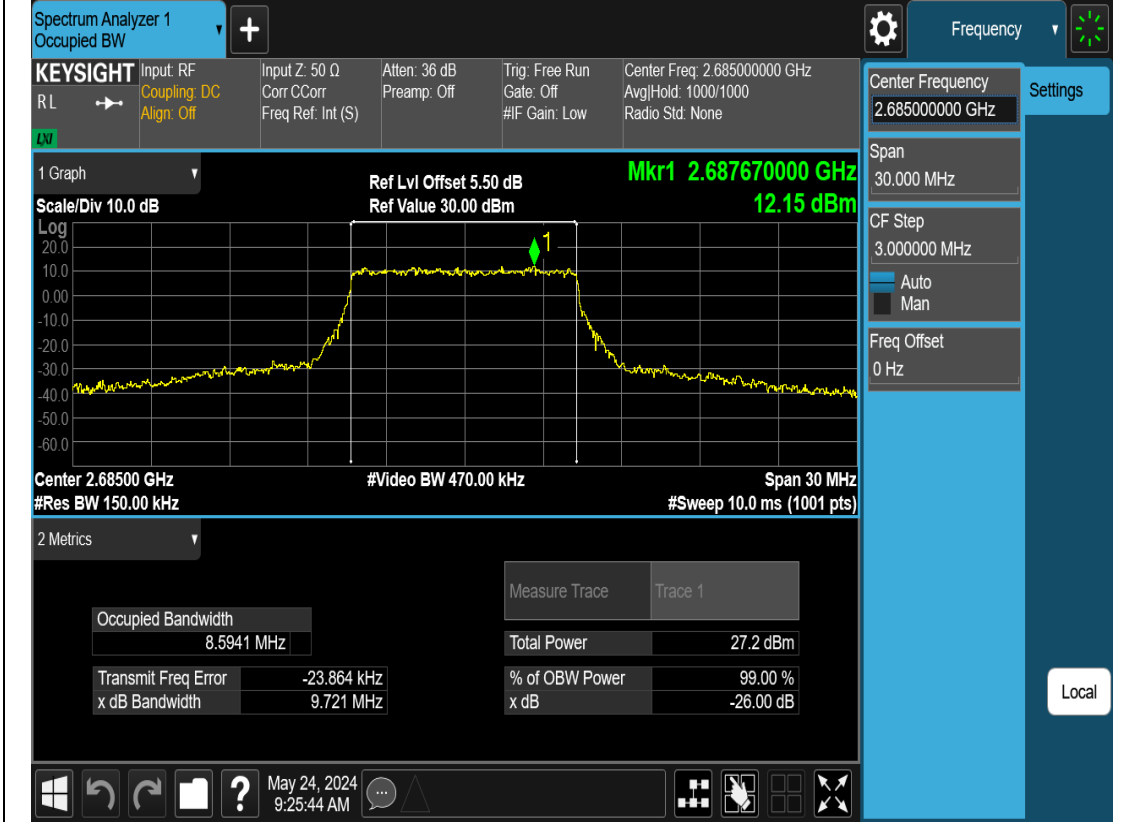 Spectrum Analyzer 1
Occupied BW
+
Frequency
KEYSIGHT
Input: RF
Input Z: 50 Ω
Atten: 36 dB
Trig: Free Run
Center Freq: 2.685000000 GHz
RL
Coupling: DC
Corr CCorr
Preamp: Off
Gate: Off
Avg|Hold: 1000/1000
Align: Off
Freq Ref: Int (S)
#IF Gain: Low
Radio Std: None
LXI
Center Frequency
2.685000000 GHz
Settings
Span
30.000 MHz
CF Step
3.000000 MHz
Auto
Man
Freq Offset
0 Hz
Local
1 Graph
Ref Lvl Offset 5.50 dB
Mkr1 2.687670000 GHz
Scale/Div 10.0 dB
Ref Value 30.00 dBm
12.15 dBm
Log
20.0
10.0
0.00
-10.0
-20.0
-30.0
-40.0
-50.0
-60.0
1
Center 2.68500 GHz
#Video BW 470.00 kHz
Span 30 MHz
#Res BW 150.00 kHz
#Sweep 10.0 ms (1001 pts)
2 Metrics
Measure Trace
Trace 1
Occupied Bandwidth
8.5941 MHz
Total Power
27.2 dBm
Transmit Freq Error
-23.864 kHz
% of OBW Power
99.00 %
x dB Bandwidth
9.721 MHz
x dB
-26.00 dB
?
May 24, 2024
9:25:44 AM